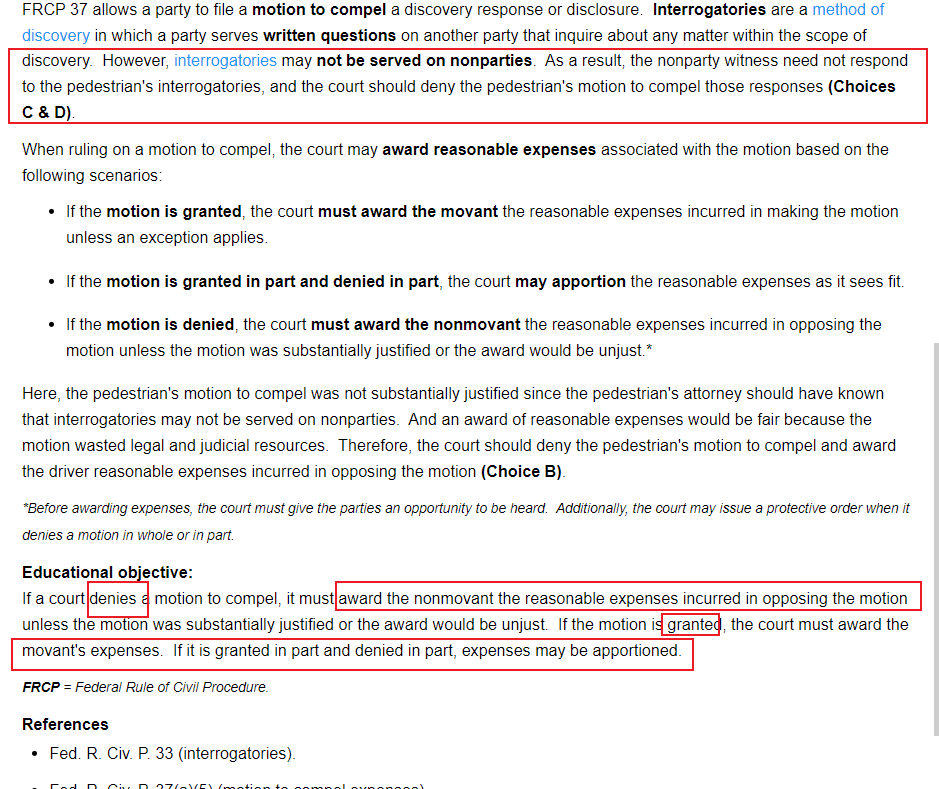 FRCP 37 allows a party to file a motion to compel a discovery response or disclosure. Interrogatories are a method of
discovery in which a party serves written questions on another party that inquire about any matter within the scope of
discovery. However, interrogatories may not be served on nonparties. As a result, the nonparty witness need not respond
to the pedestrian's interrogatories, and the court should deny the pedestrian's motion to compel those responses (Choices
C & D).
When ruling on a motion to compel, the court may award reasonable expenses associated with the motion based on the
following scenarios:
• If the motion is granted, the court must award the movant the reasonable expenses incurred in making the motion
unless an exception applies.
• If the motion is granted in part and denied in part, the court may apportion the reasonable expenses as it sees fit.
• If the motion is denied, the court must award the nonmovant the reasonable expenses incurred in opposing the
motion unless the motion was substantially justified or the award would be unjust.*
Here, the pedestrian's motion to compel was not substantially justified since the pedestrian's attorney should have known
that interrogatories may not be served on nonparties. And an award of reasonable expenses would be fair because the
motion wasted legal and judicial resources. Therefore, the court should deny the pedestrian's motion to compel and award
the driver reasonable expenses incurred in opposing the motion (Choice B).
*Before awarding expenses, the court must give the parties an opportunity to be heard. Additionally, the court may issue a protective order when it
denies a motion in whole or in part.
Educational objective:
If a court denies a motion to compel, it must award the nonmovant the reasonable expenses incurred in opposing the motion
unless the motion was substantially justified or the award would be unjust. If the motion is granted, the court must award the
movant's expenses. If it is granted in part and denied in part, expenses may be apportioned.
FRCP = Federal Rule of Civil Procedure.
References
• Fed. R. Civ. P. 33 (interrogatories).
• Fed. R. Civ. P. 37(a)(5) (motion to compel expenses).